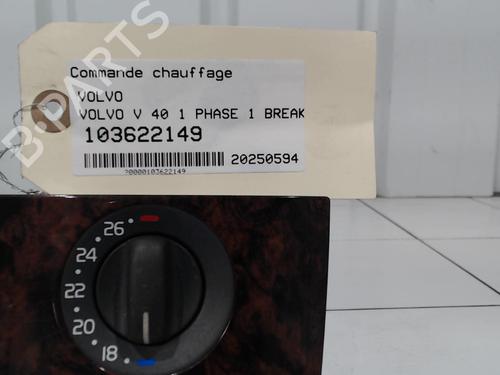 Commande chauffage
VOLVO
VOLVO V 40 1 PHASE 1 BREAK
103622149
20250594
?0000103622149
B-PARTS
26
24
22
20
18